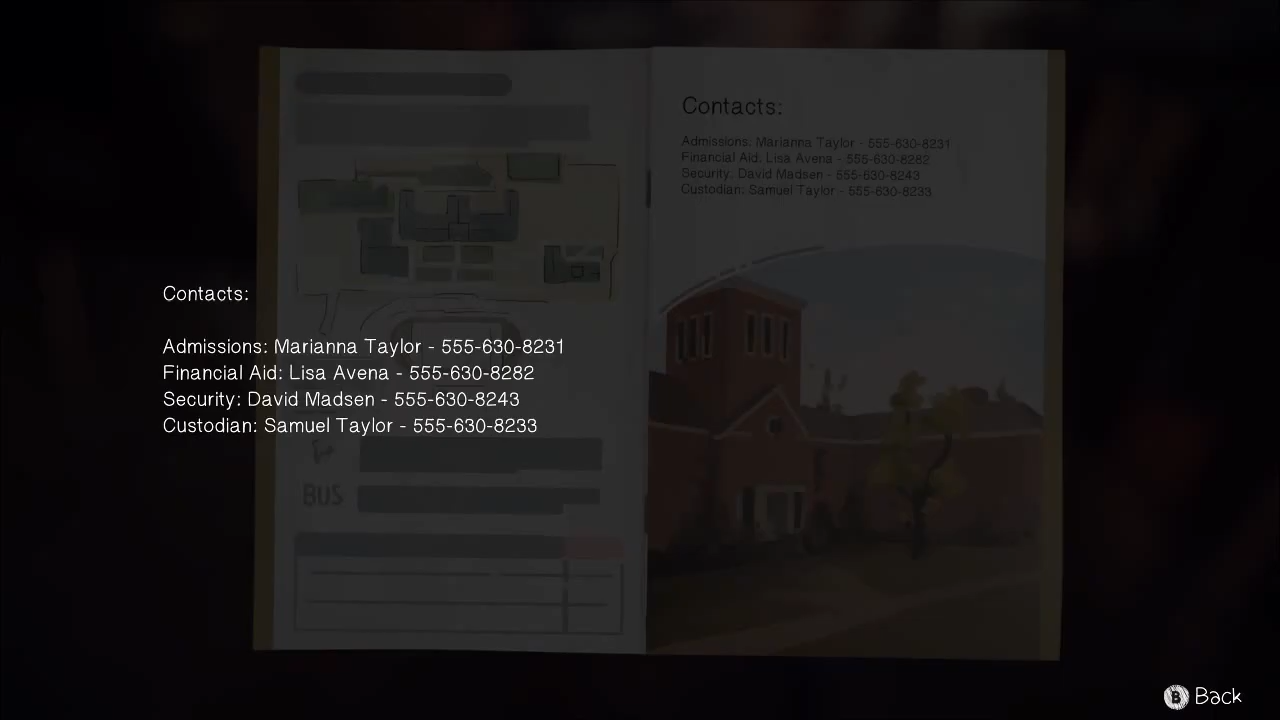 Contacts:
Admissions: Marianna Taylor - 555-630-8231
Financial Aid: Lisa Avena - 555-630-8282
Security: David Madsen - 555-630-8243
Custodian: Samuel Taylor - 555-630-8233
BUS
Contacts:
Admissions: Marianna Taylor - 555-630-8231
Financial Aid: Lisa Avena - 555-630-8282
Security: David Madsen - 555-630-8243
Custodian: Samuel Taylor - 555-630-8233
B Back